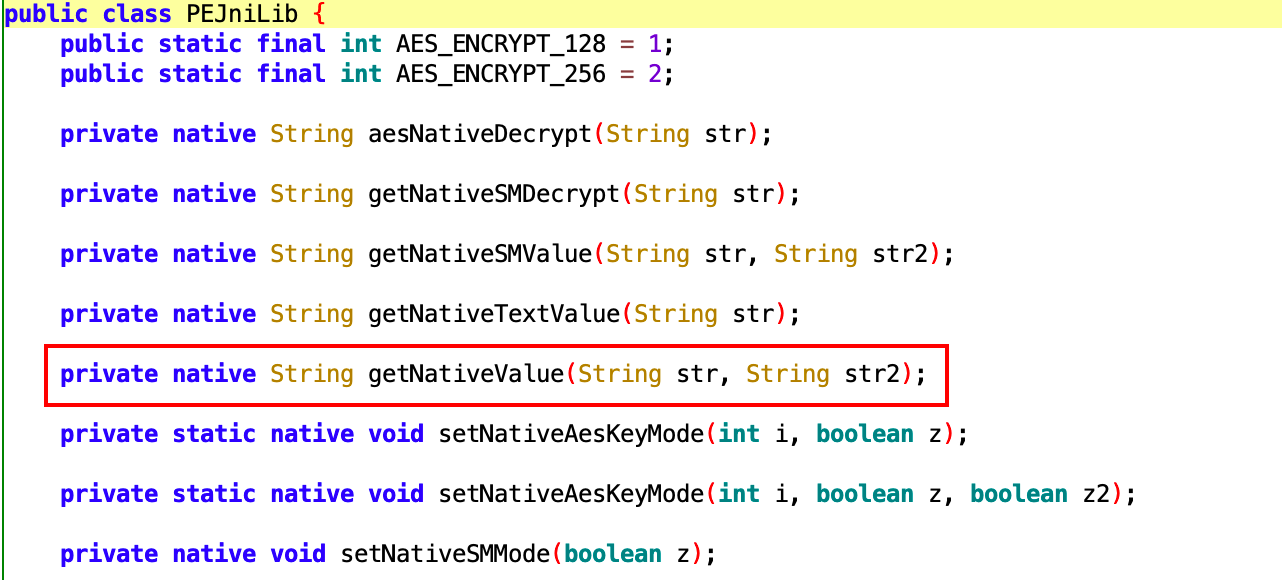 public class PEJniLib {
public static final int AES_ENCRYPT_128 = 1;
public static final int AES_ENCRYPT_256 = 2;
private native String aesNativeDecrypt(String str);
private native String getNativeSMDecrypt(String str);
private native String getNativeSMValue(String str, String str2);
private native String getNativeTextValue(String str);
private native String getNativeValue(String str, String str2);
private static native void setNativeAesKeyMode(int i, boolean z);
private static native void setNativeAesKeyMode(int i, boolean z, boolean z2);
private native void setNativeSMMode(boolean z);